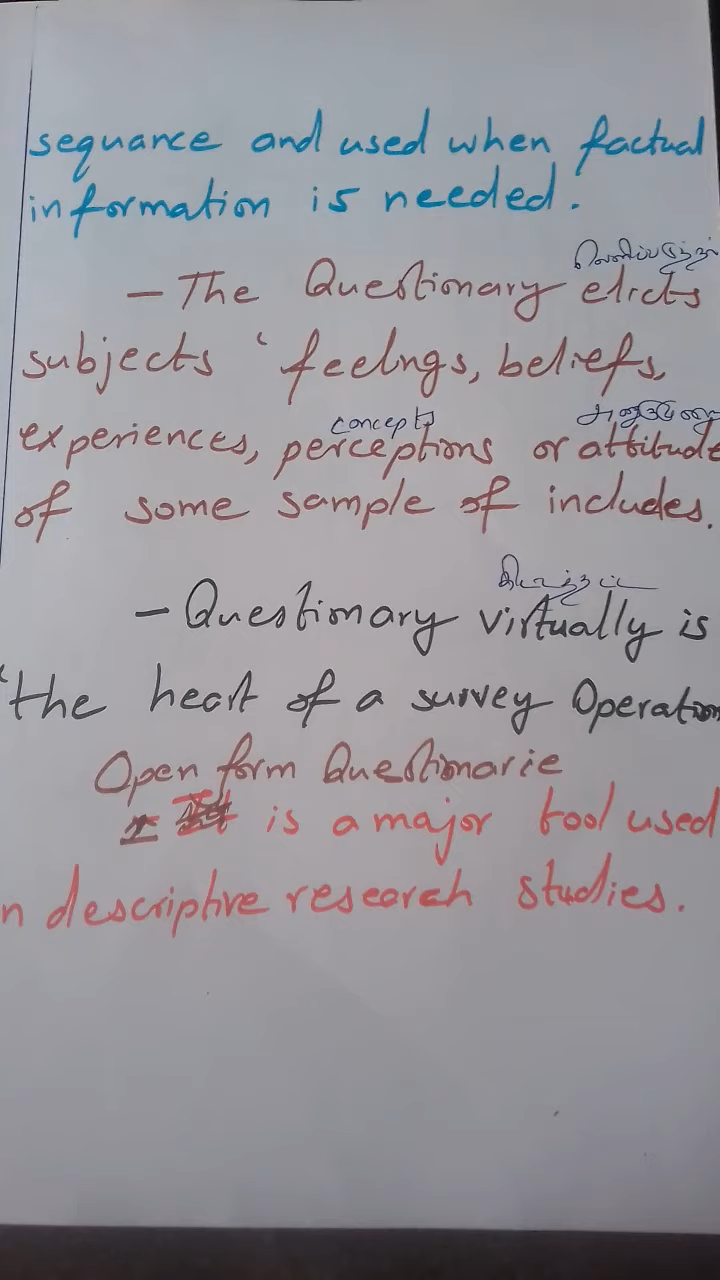 sequance and used when factual
information is needed.
வெளிப்படுத்தல்
- The Questionary elicts
subjects ' feelings, beliefs,
concepts
experiences, perceptions or attitude
of some sample of includes.
- Questionary virtually is
'the heart of a survey Operation
Open form Questionarie
is a major tool used
n descriptive research studies.